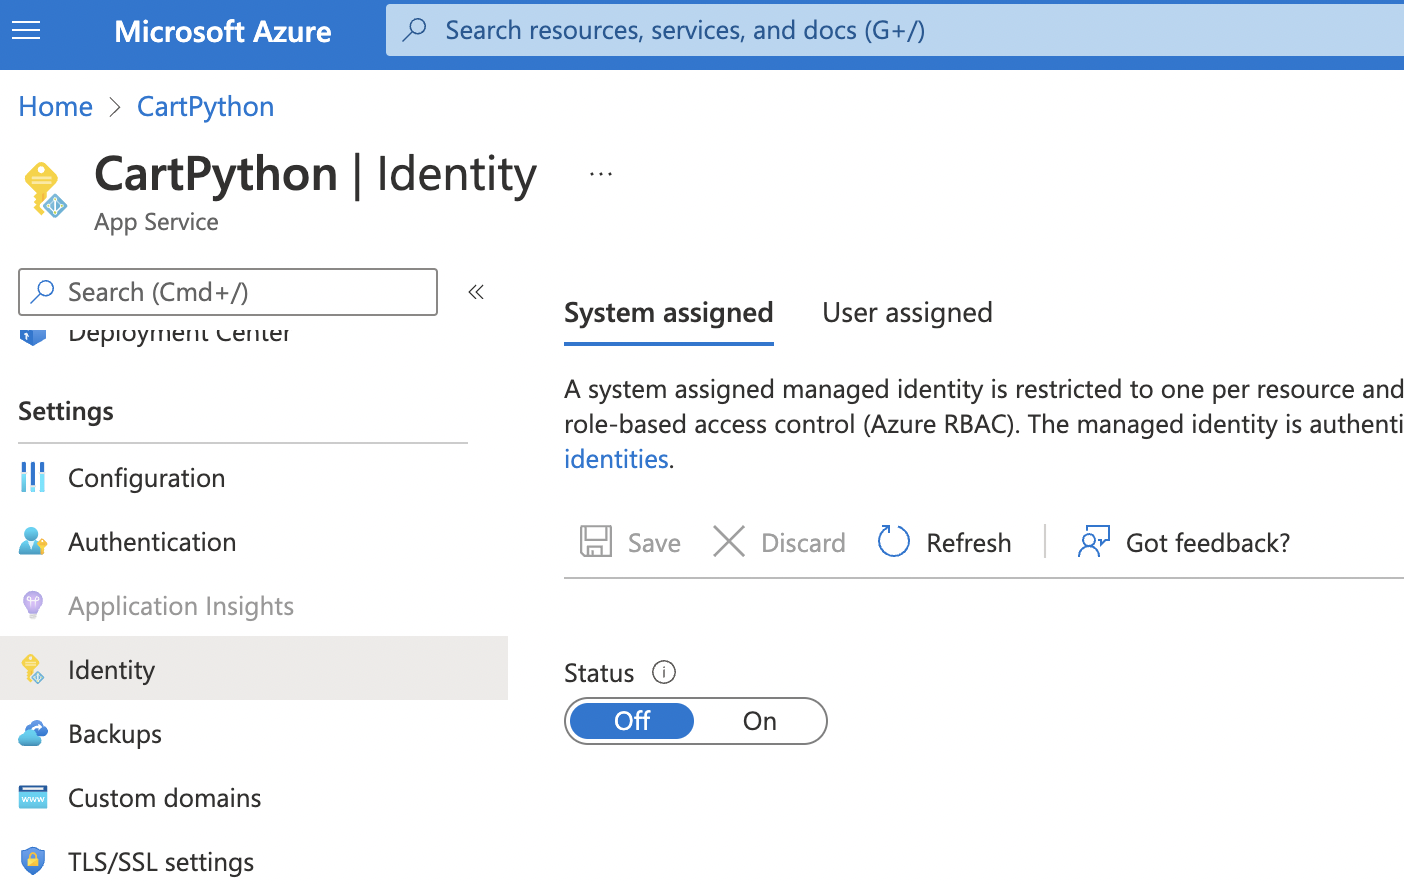 Microsoft Azure
Search resources, services, and docs (G+/)
Home > CartPython
CartPython | Identity ...
App Service
Search (Cmd+/)
«
Deployment Center
Settings
Configuration
Authentication
Application Insights
Identity
Backups
Custom domains
www
TLS/SSL settings
System assigned User assigned
A system assigned managed identity is restricted to one per resource and
role-based access control (Azure RBAC). The managed identity is authenti
identities.
Save Discard Refresh Got feedback?
Status
Off On